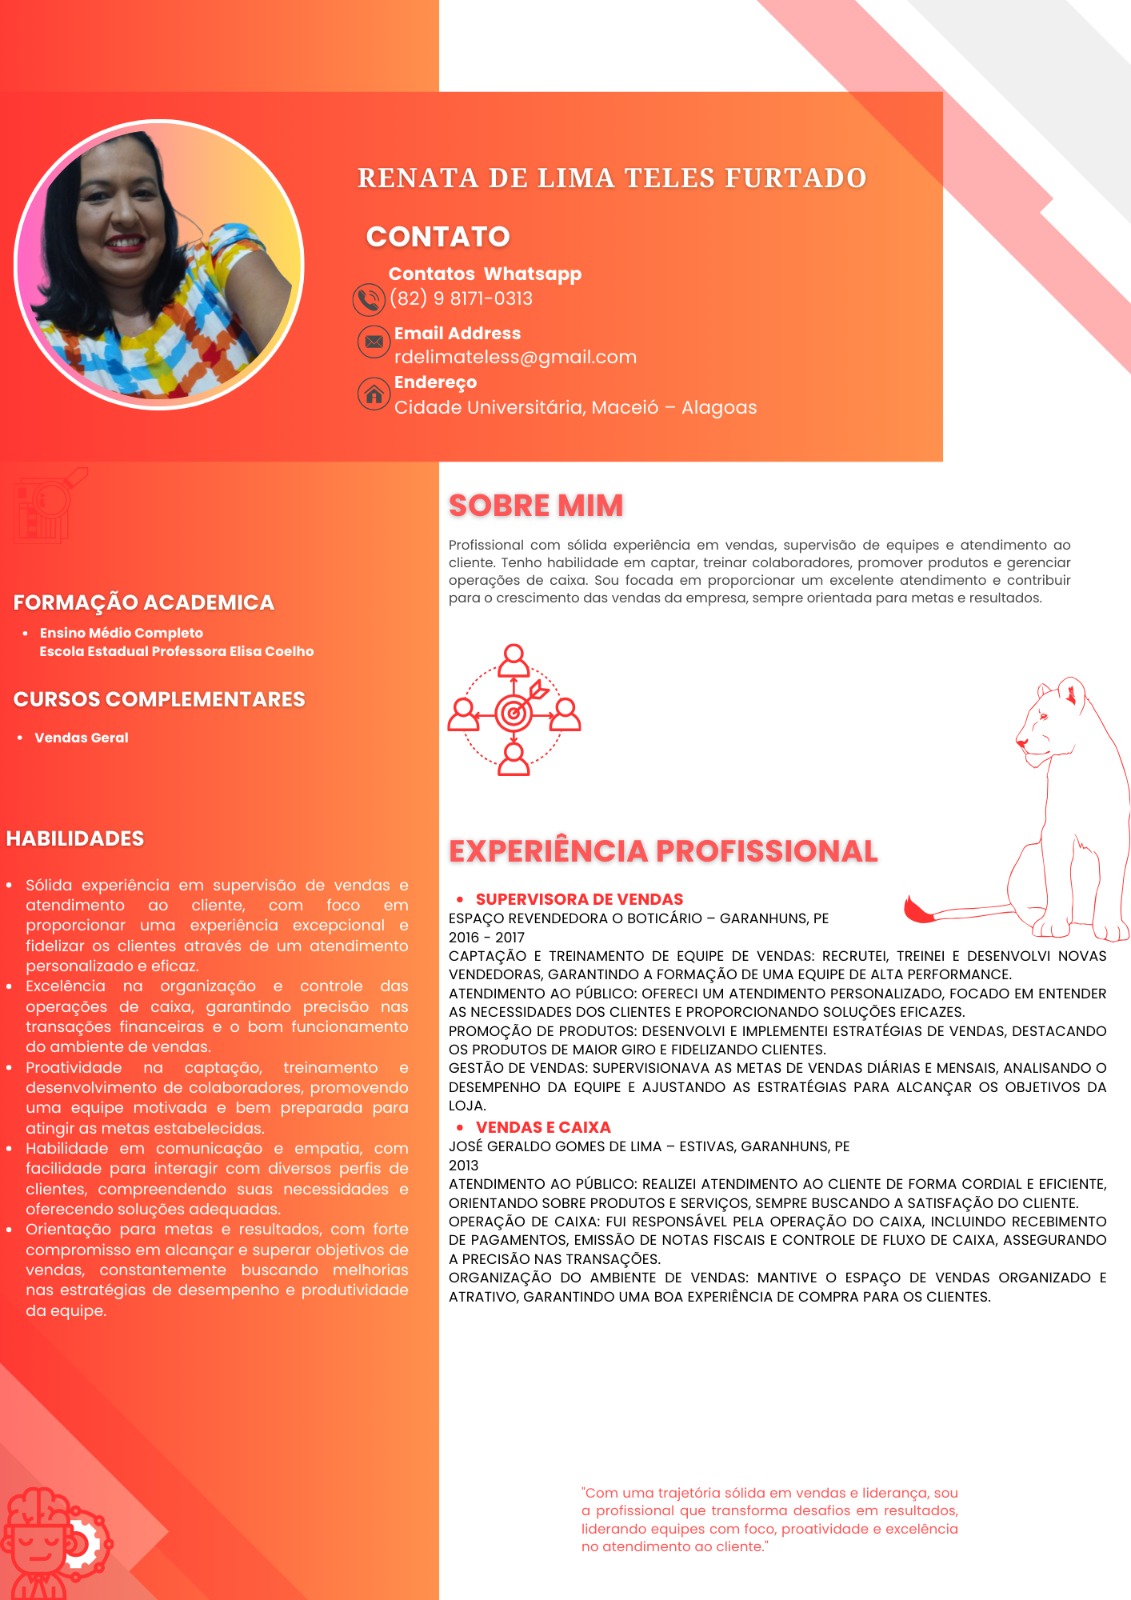 RENATA DE LIMA TELES FURTADO
CONTATO
Contatos Whatsapp
(82) 9 8171-0313
Email Address
rdelimateless@gmail.com
Endereço
Cidade Universitária, Maceió – Alagoas
FORMAÇÃO ACADEMICA
• Ensino Médio Completo
Escola Estadual Professora Elisa Coelho
CURSOS COMPLEMENTARES
• Vendas Geral
HABILIDADES
• Sólida experiência em supervisão de vendas e
atendimento ao cliente, com foco em
proporcionar uma experiência excepcional e
fidelizar os clientes através de um atendimento
personalizado e eficaz.
• Excelência na organização e controle das
operações de caixa, garantindo precisão nas
transações financeiras e o bom funcionamento
do ambiente de vendas.
• Proatividade na captação, treinamento e
desenvolvimento de colaboradores, promovendo
uma equipe motivada e bem preparada para
atingir as metas estabelecidas.
• Habilidade em comunicação e empatia, com
facilidade para interagir com diversos perfis de
clientes, compreendendo suas necessidades e
oferecendo soluções adequadas.
• Orientação para metas e resultados, com forte
compromisso em alcançar e superar objetivos de
vendas, constantemente buscando melhorias
nas estratégias de desempenho e produtividade
da equipe.
SOBRE MIM
Profissional com sólida experiência em vendas, supervisão de equipes e atendimento ao
cliente. Tenho habilidade em captar, treinar colaboradores, promover produtos e gerenciar
operações de caixa. Sou focada em proporcionar um excelente atendimento e contribuir
para o crescimento das vendas da empresa, sempre orientada para metas e resultados.
EXPERIÊNCIA PROFISSIONAL
• SUPERVISORA DE VENDAS
ESPAÇO REVENDEDORA O BOTICÁRIO – GARANHUNS, PE
2016 - 2017
CAPTAÇÃO E TREINAMENTO DE EQUIPE DE VENDAS: RECRUTEI, TREINEI E DESENVOLVI NOVAS
VENDEDORAS, GARANTINDO A FORMAÇÃO DE UMA EQUIPE DE ALTA PERFORMANCE.
ATENDIMENTO AO PÚBLICO: OFERECI UM ATENDIMENTO PERSONALIZADO, FOCADO EM ENTENDER
AS NECESSIDADES DOS CLIENTES E PROPORCIONANDO SOLUÇÕES EFICAZES.
PROMOÇÃO DE PRODUTOS: DESENVOLVI E IMPLEMENTEI ESTRATÉGIAS DE VENDAS, DESTACANDO
OS PRODUTOS DE MAIOR GIRO E FIDELIZANDO CLIENTES.
GESTÃO DE VENDAS: SUPERVISIONAVA AS METAS DE VENDAS DIÁRIAS E MENSAIS, ANALISANDO O
DESEMPENHO DA EQUIPE E AJUSTANDO AS ESTRATÉGIAS PARA ALCANÇAR OS OBJETIVOS DA
LOJA.
• VENDAS E CAIXA
JOSÉ GERALDO GOMES DE LIMA – ESTIVAS, GARANHUNS, PE
2013
ATENDIMENTO AO PÚBLICO: REALIZEI ATENDIMENTO AO CLIENTE DE FORMA CORDIAL E EFICIENTE,
ORIENTANDO SOBRE PRODUTOS E SERVIÇOS, SEMPRE BUSCANDO A SATISFAÇÃO DO CLIENTE.
OPERAÇÃO DE CAIXA: FUI RESPONSÁVEL PELA OPERAÇÃO DO CAIXA, INCLUINDO RECEBIMENTO
DE PAGAMENTOS, EMISSÃO DE NOTAS FISCAIS E CONTROLE DE FLUXO DE CAIXA, ASSEGURANDO
A PRECISÃO NAS TRANSAÇÕES.
ORGANIZAÇÃO DO AMBIENTE DE VENDAS: MANTIVE O ESPAÇO DE VENDAS ORGANIZADO E
ATRATIVO, GARANTINDO UMA BOA EXPERIÊNCIA DE COMPRA PARA OS CLIENTES.
"Com uma trajetória sólida em vendas e liderança, sou
a profissional que transforma desafios em resultados,
liderando equipes com foco, proatividade e excelência
no atendimento ao cliente."